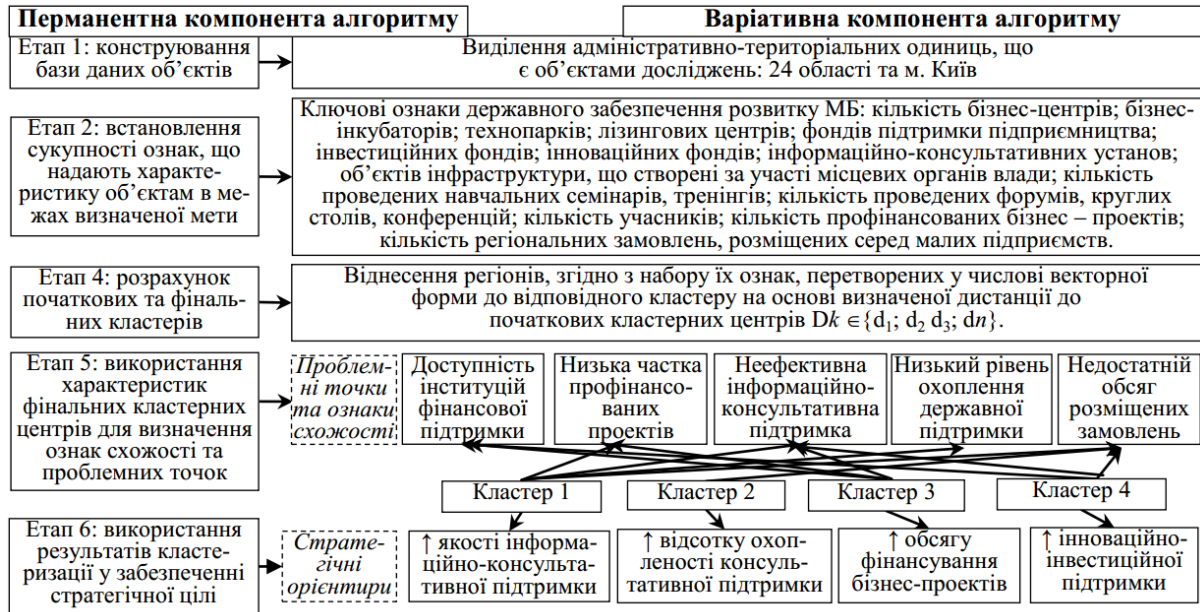 Перманентна компонента алгоритму
Варіативна компонента алгоритму
Етап 1: конструювання
бази даних об’єктів
Виділення адміністративно-територіальних одиниць, що
є об’єктами досліджень: 24 області та м. Київ
Етап 2: встановлення
сукупності ознак, що
надають характе-
ристику об’єктам в ме-
жах визначеної мети
Ключові ознаки державного забезпечення розвитку МБ: кількість бізнес-центрів; бізнес-
інкубаторів; технопарків; лізингових центрів; фондів підтримки підприємництва;
інвестиційних фондів; інноваційних фондів; інформаційно-консультативних установ;
об’єктів інфраструктури, що створені за участі місцевих органів влади; кількість
проведених навчальних семінарів, тренінгів; кількість проведених форумів, круглих
столів, конференцій; кількість учасників; кількість профінансованих бізнес – проектів;
кількість регіональних замовлень, розміщених серед малих підприємств.
Етап 4: розрахунок
початкових та фіналь-
них кластерів
Віднесення регіонів, згідно з набору їх ознак, перетворених у числові векторної
форми до відповідного кластеру на основі визначеної дистанції до
початкових кластерних центрів Dk ∈{d₁; d₂ d₃; dn}.
Етап 5: використання
характеристик
фінальних кластерних
центрів для визначення
ознак схожості та
проблемних точок
Проблем-
ні точки
та ознаки
схожості
Доступність
інституцій
фінансової
підтримки
Низька частка
профінансо-
ваних
проектів
Неефективна
інформаційно-
консультативна
підтримка
Низький рівень
охоплення
державної
підтримки
Недостатній
обсяг
розміщених
замовлень
Кластер 1
Кластер 2
Кластер 3
Кластер 4
Етап 6: використання
результатів класте-
ризації у забезпеченні
стратегічної цілі
Страте-
гічні
орієнтири
↑ якості інформа-
ційно-консульта-
тивної підтримки
↑ відсотку охоп-
леності консуль-
тативної підтримки
↑ обсягу
фінансування
бізнес-проектів
↑ інноваційно-
інвестиційної
підтримки